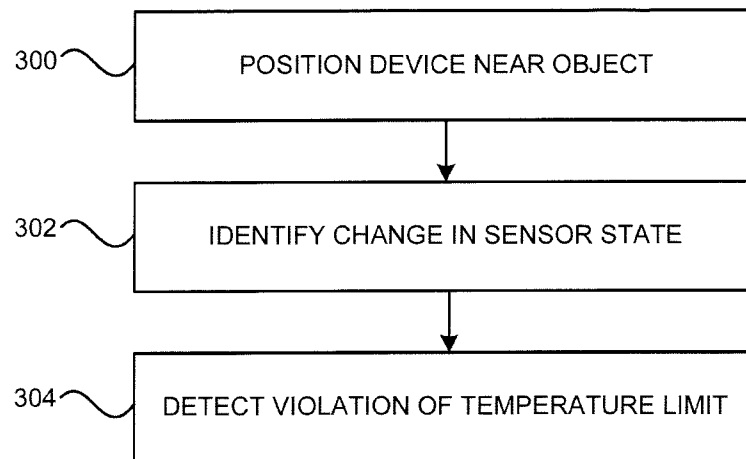 300
POSITION DEVICE NEAR OBJECT
302
IDENTIFY CHANGE IN SENSOR STATE
304
DETECT VIOLATION OF TEMPERATURE LIMIT